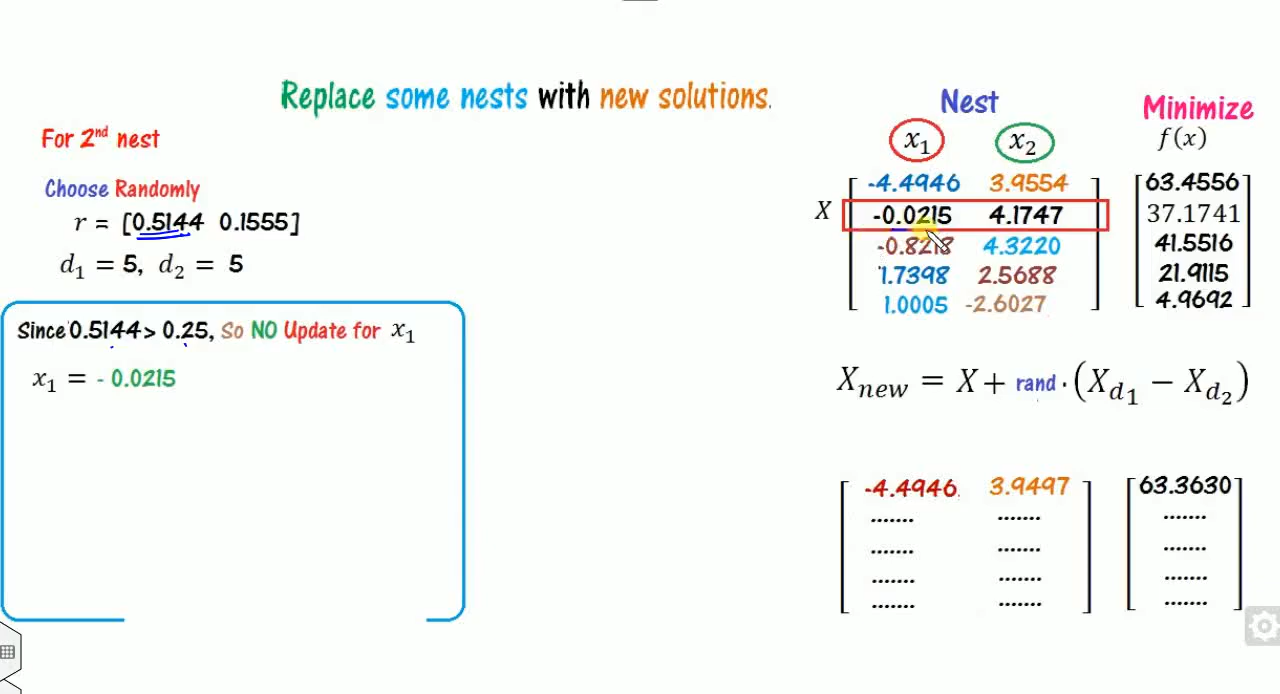 Replace some nests with new solutions.
For 2nd nest
Choose Randomly
r = [0.5144 0.1555]
d1 = 5, d2 = 5
Since 0.5144 > 0.25, So NO Update for x1
x1 = - 0.0215
Nest
Minimize
x1 x2 f(x)
-4.4946 3.9554 63.4556
X -0.0215 4.1747 37.1741
-0.8218 4.3220 41.5516
1.7398 2.5688 21.9115
1.0005 -2.6027 4.9692
Xnew = X + rand · (Xd1 − Xd2)
-4.4946 3.9497 63.3630
....... ....... .......
....... ....... .......
....... ....... .......
....... ....... .......